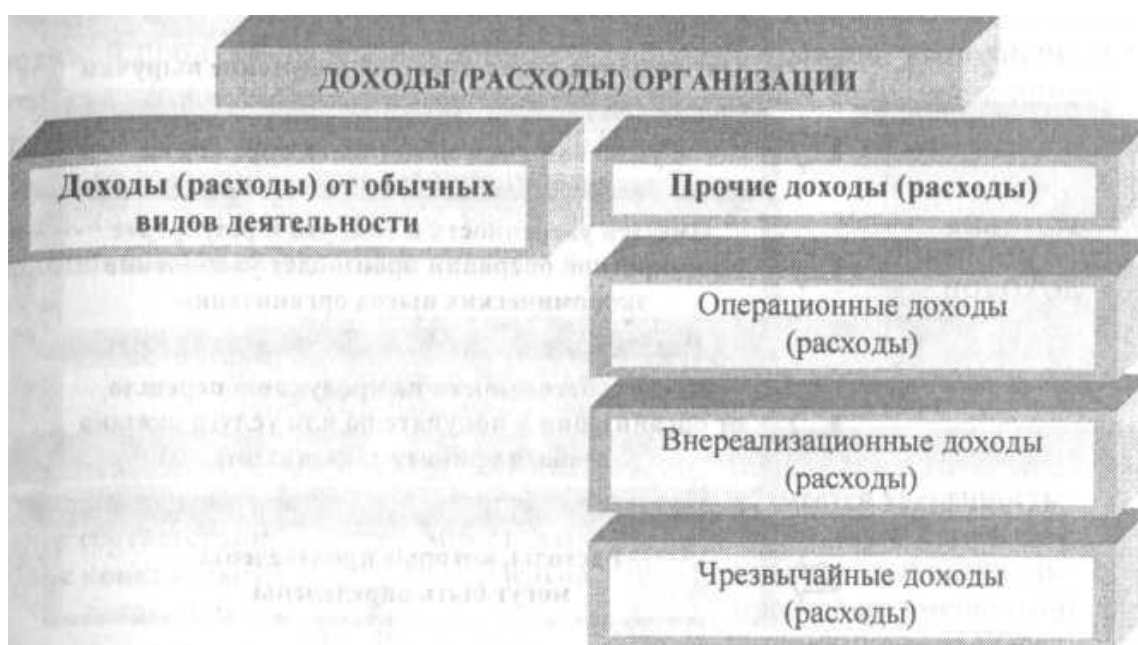 ДОХОДЫ (РАСХОДЫ) ОРГАНИЗАЦИИ
Доходы (расходы) от обычных
видов деятельности
Прочие доходы (расходы)
Операционные доходы
(расходы)
Внереализационные доходы
(расходы)
Чрезвычайные доходы
(расходы)